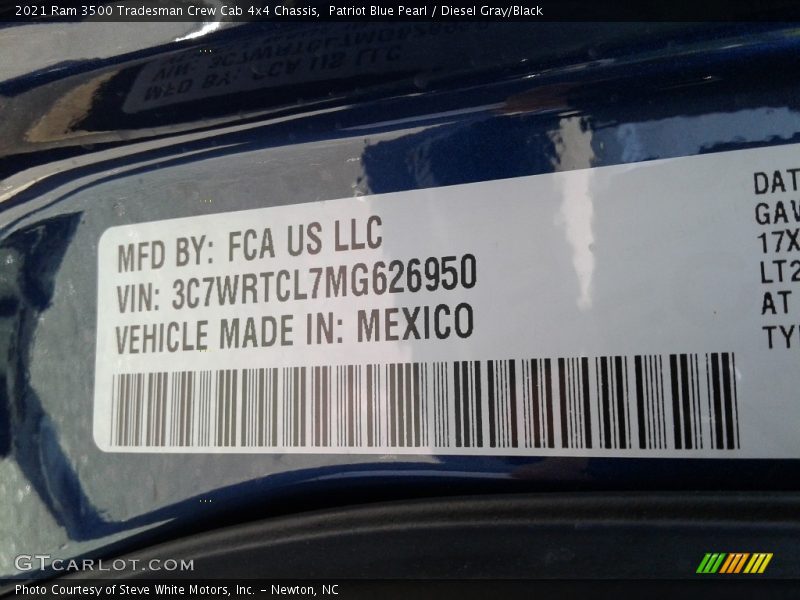 2021 Ram 3500 Tradesman Crew Cab 4x4 Chassis, Patriot Blue Pearl / Diesel Gray/Black
MFD BY: FCA US LLC
VIN: 3C7WRTCL7MG626950
VEHICLE MADE IN: MEXICO
DAT
GAV
17X
LT2
AT
TYP
GTCARLOT.COM
Photo Courtesy of Steve White Motors, Inc. – Newton, NC